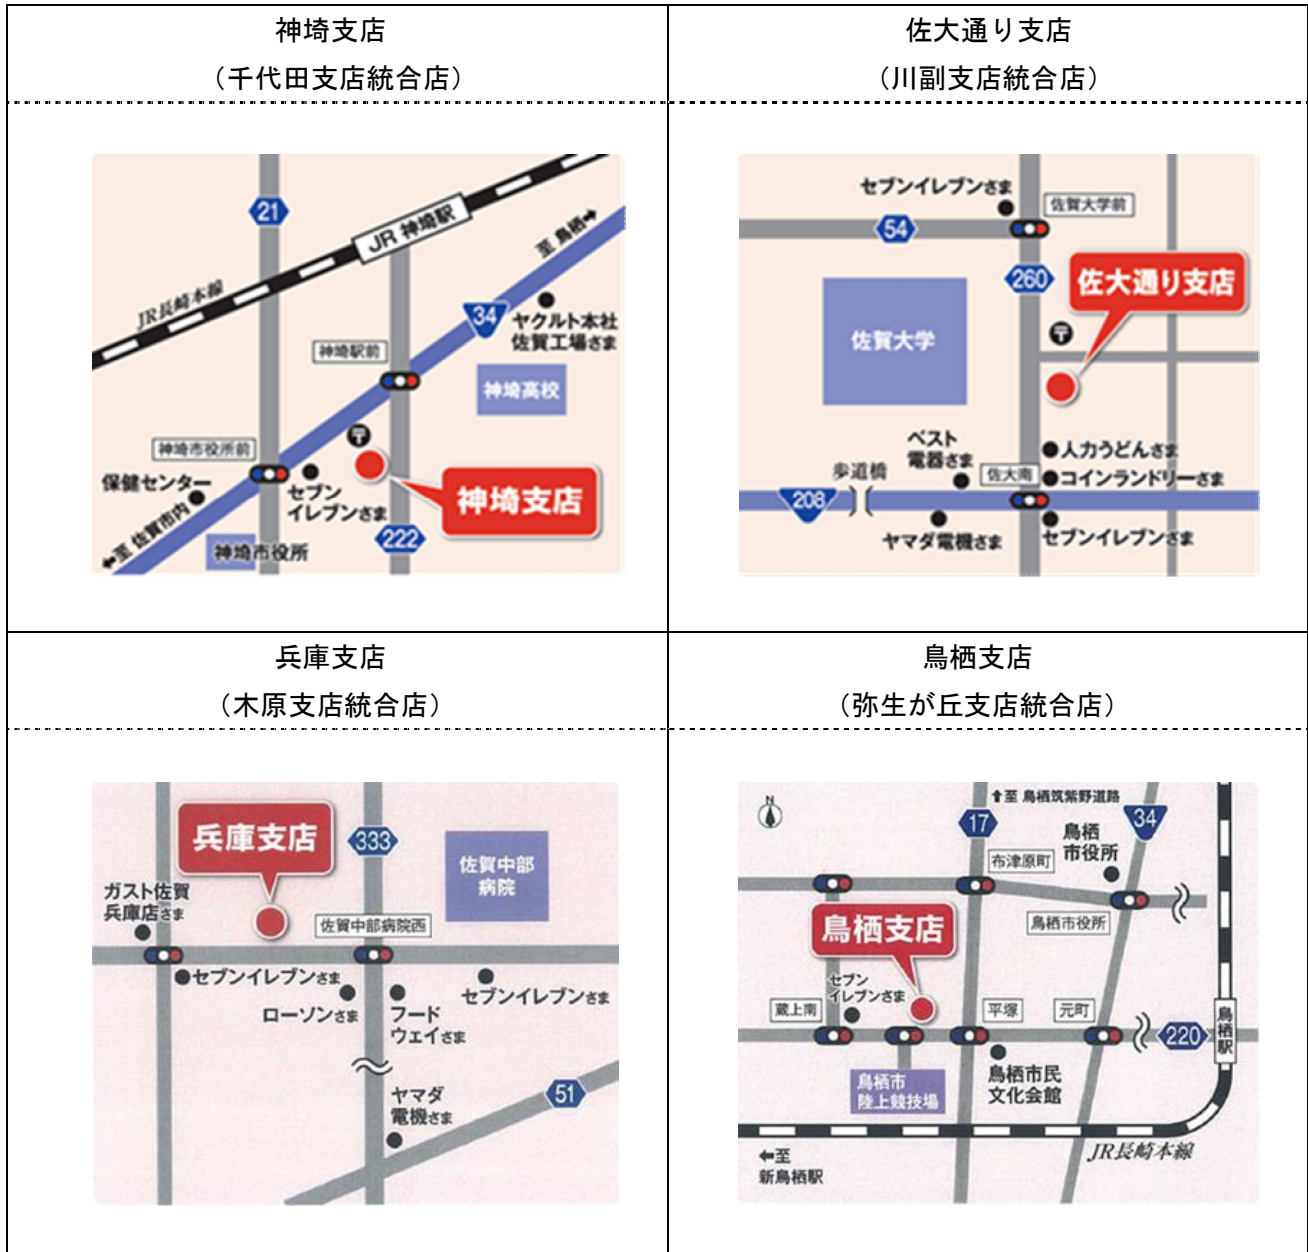 神埼支店
（千代田支店統合店）
21
JR 神埼駅
JR長崎本線
至 鳥栖
34
ヤクルト本社
佐賀工場さま
神埼駅前
神埼高校
〒
神埼市役所前
保健センター
セブン
イレブンさま
神埼支店
至 佐賀市内
神埼市役所
222
佐大通り支店
（川副支店統合店）
セブンイレブンさま
佐賀大学前
54
260
佐大通り支店
佐賀大学
〒
ベスト
電器さま
人力うどんさま
歩道橋
佐大南
コインランドリーさま
208
ヤマダ電機さま
セブンイレブンさま
兵庫支店
（木原支店統合店）
兵庫支店
333
佐賀中部
病院
ガスト佐賀
兵庫店さま
佐賀中部病院西
セブンイレブンさま
セブンイレブンさま
ローソンさま
フード
ウェイさま
51
ヤマダ
電機さま
鳥栖支店
（弥生が丘支店統合店）
N
至 鳥栖筑紫野道路
17
34
鳥栖
市役所
布津原町
鳥栖支店
鳥栖市役所
セブン
イレブンさま
蔵上南
平塚
元町
220
鳥栖駅
鳥栖市
陸上競技場
鳥栖市民
文化会館
JR長崎本線
至
新鳥栖駅